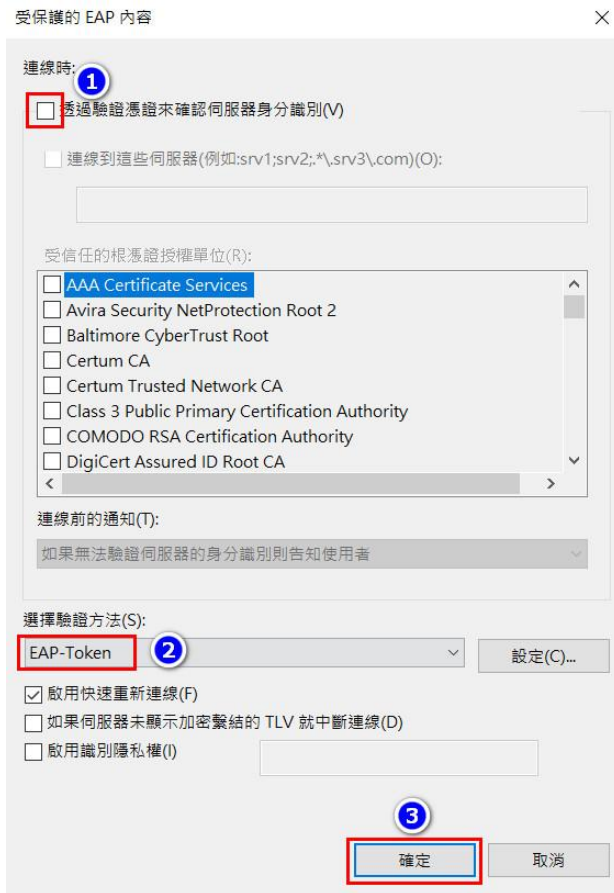 受保護的 EAP 內容
連線時:
1
透過驗證憑證來確認伺服器身分識別(V)
連線到這些伺服器(例如:srv1;srv2;.*\.srv3\.com)(O):
受信任的根憑證授權單位(R):
AAA Certificate Services
Avira Security NetProtection Root 2
Baltimore CyberTrust Root
Certum CA
Certum Trusted Network CA
Class 3 Public Primary Certification Authority
COMODO RSA Certification Authority
DigiCert Assured ID Root CA
連線前的通知(T):
如果無法驗證伺服器的身分識別則告知使用者
選擇驗證方法(S):
EAP-Token
2
設定(C)...
啟用快速重新連線(F)
如果伺服器未顯示加密繫結的 TLV 就中斷連線(D)
啟用識別隱私權(I)
3
確定
取消